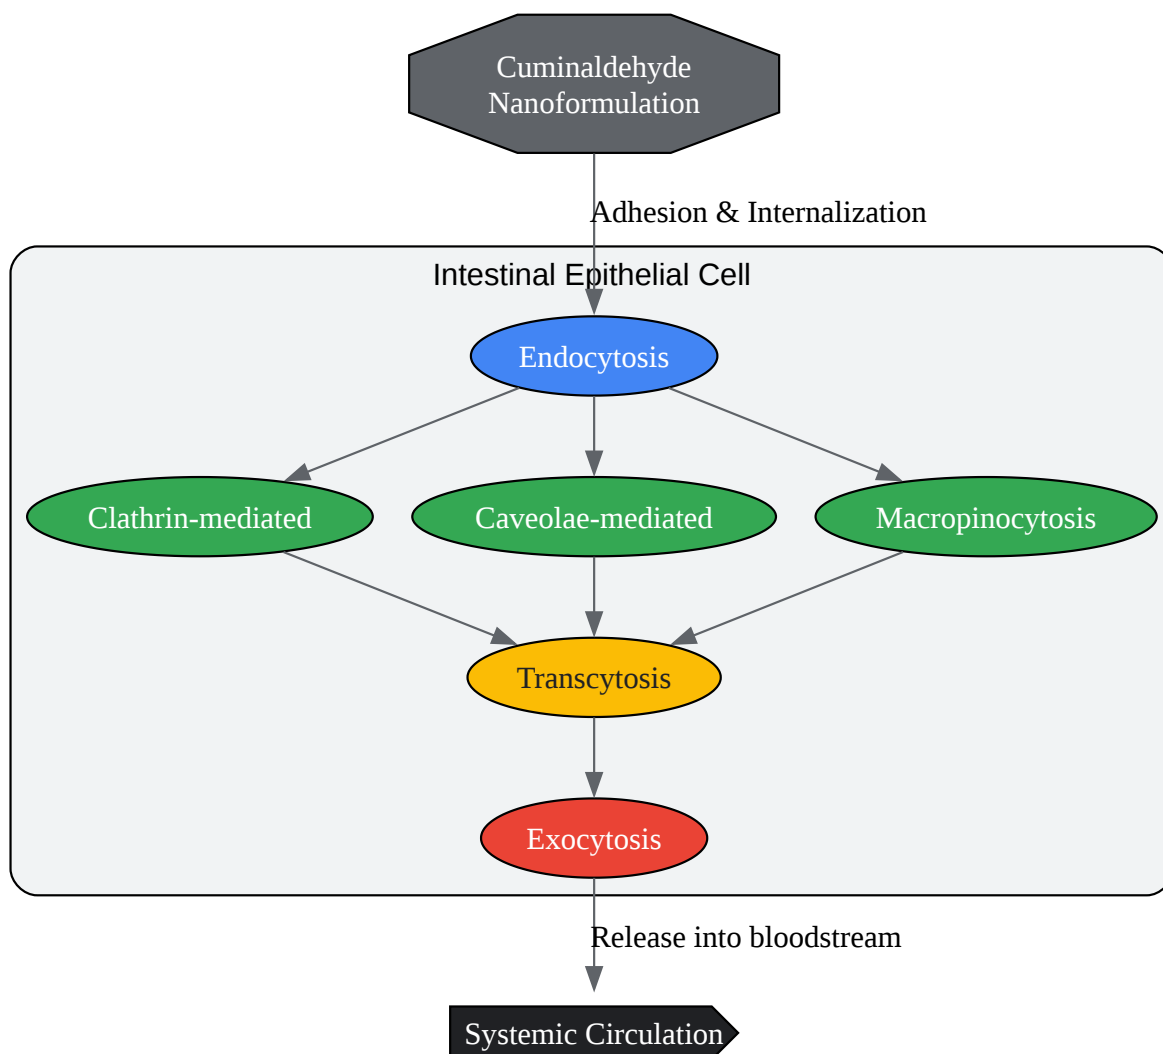 Cuminaldehyde
Nanoformulation
Adhesion & Internalization
Intestinal Epithelial Cell
Endocytosis
Clathrin-mediated
Caveolae-mediated
Macropinocytosis
Transcytosis
Exocytosis
Release into bloodstream
Systemic Circulation